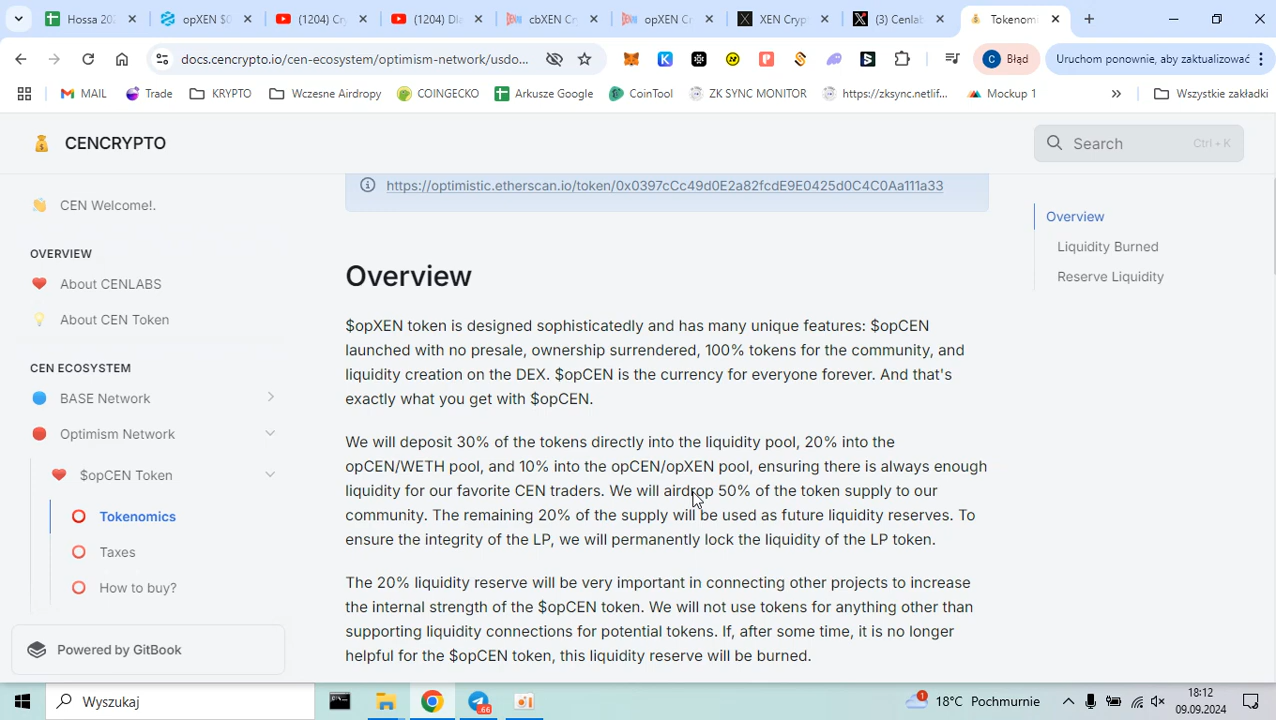 Hossa 202
opXEN $0
(1204) Cry
(1204) Dla
cbXEN Cr
opXEN Cr
XEN Cryp
(3) Cenlab
Tokenom
docs.cencrypto.io/cen-ecosystem/optimism-network/usdo...
Błąd
Uruchom ponownie, aby zaktualizować
MAIL
Trade
KRYPTO
Wczesne Airdropy
COINGECKO
Arkusze Google
CoinTool
ZK SYNC MONITOR
https://zksync.netlif...
Mockup 1
Wszystkie zakładki
CENCRYPTO
Search
Ctrl + K
CEN Welcome!.
OVERVIEW
About CENLABS
About CEN Token
CEN ECOSYSTEM
BASE Network
Optimism Network
$opCEN Token
Tokenomics
Taxes
How to buy?
Powered by GitBook
https://optimistic.etherscan.io/token/0x0397cCc49d0E2a82fcdE9E0425d0C4C0Aa111a33
Overview
$opXEN token is designed sophisticatedly and has many unique features: $opCEN
launched with no presale, ownership surrendered, 100% tokens for the community, and
liquidity creation on the DEX. $opCEN is the currency for everyone forever. And that's
exactly what you get with $opCEN.
We will deposit 30% of the tokens directly into the liquidity pool, 20% into the
opCEN/WETH pool, and 10% into the opCEN/opXEN pool, ensuring there is always enough
liquidity for our favorite CEN traders. We will airdrop 50% of the token supply to our
community. The remaining 20% of the supply will be used as future liquidity reserves. To
ensure the integrity of the LP, we will permanently lock the liquidity of the LP token.
The 20% liquidity reserve will be very important in connecting other projects to increase
the internal strength of the $opCEN token. We will not use tokens for anything other than
supporting liquidity connections for potential tokens. If, after some time, it is no longer
helpful for the $opCEN token, this liquidity reserve will be burned.
Overview
Liquidity Burned
Reserve Liquidity
Wyszukaj
66
1
18°C Pochmurnie
18:12
09.09.2024